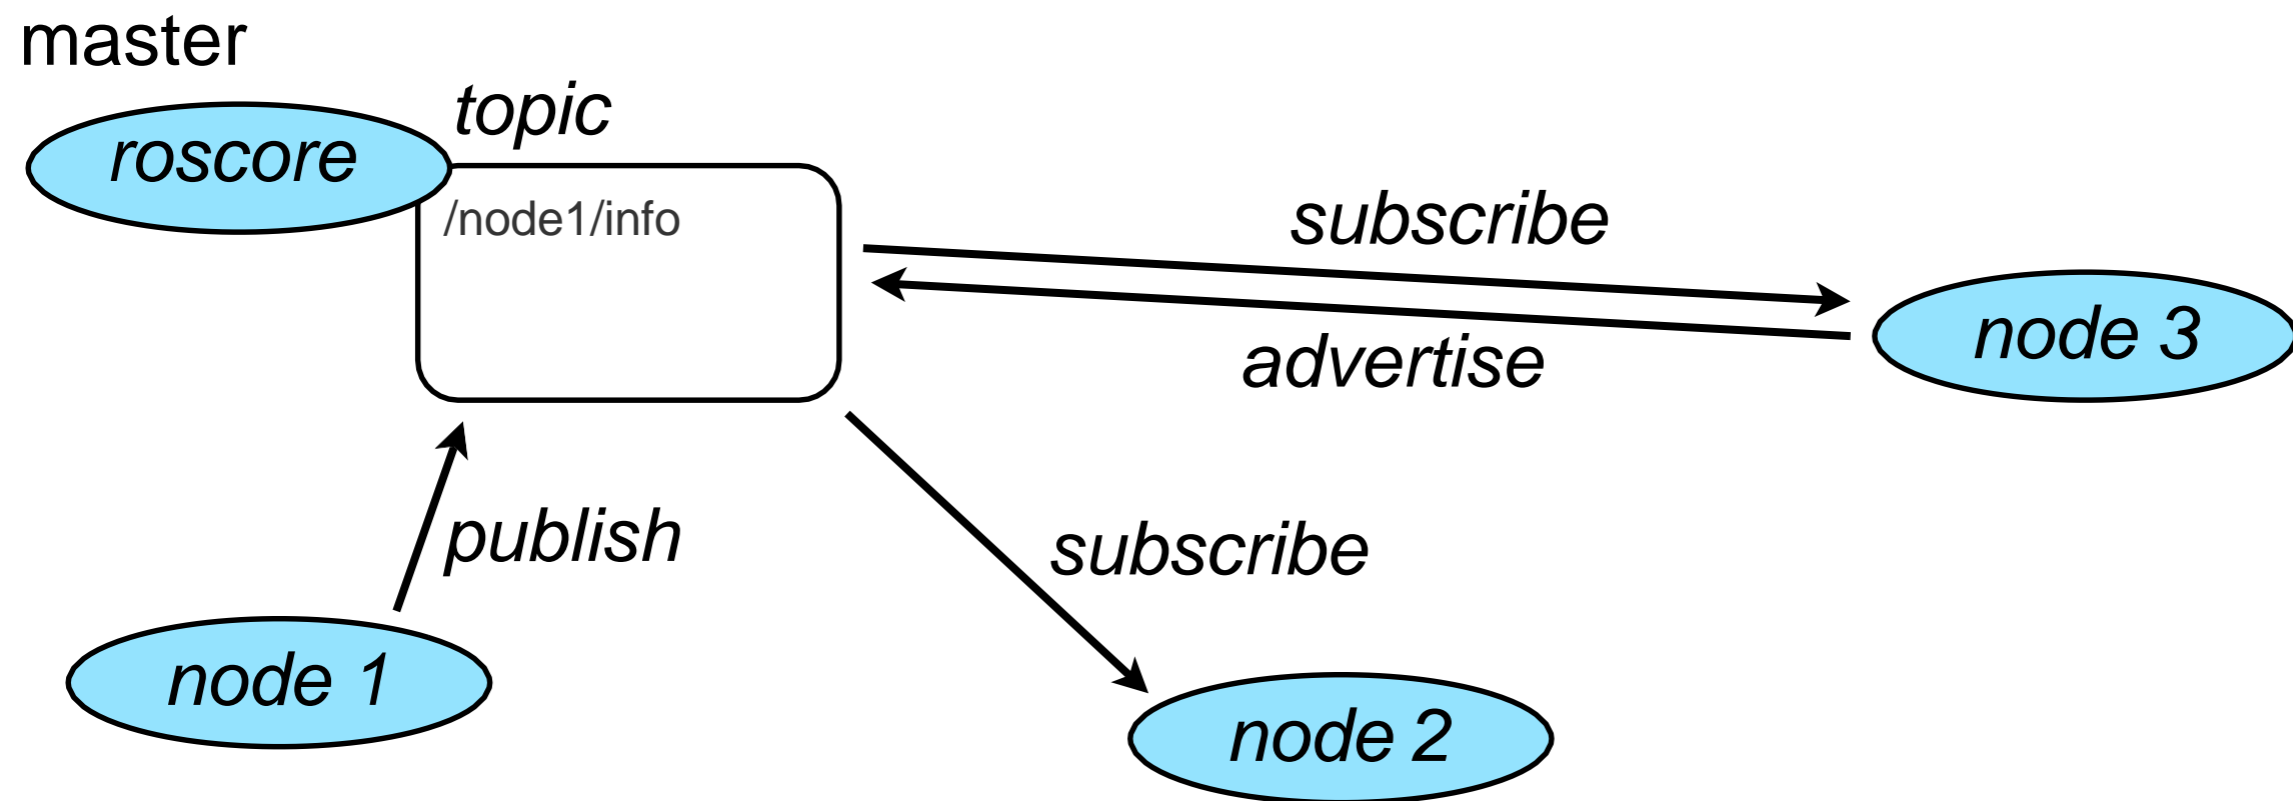 master
topic
roscore
/node1/info
subscribe
node 3
advertise
publish
subscribe
node 1
node 2